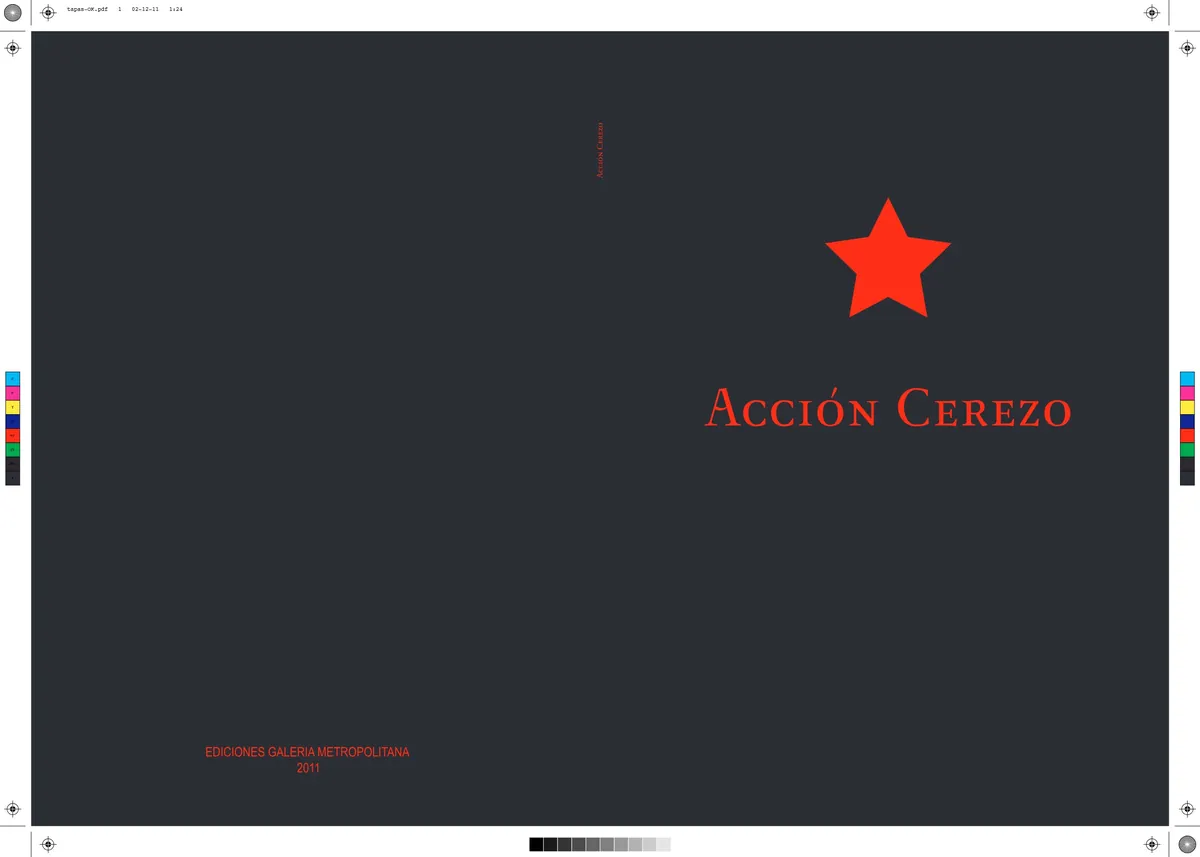 tapas-OK.pdf 1 02-12-11 1:24
Acción Cerezo
Acción Cerezo
EDICIONES GALERIA METROPOLITANA
2011